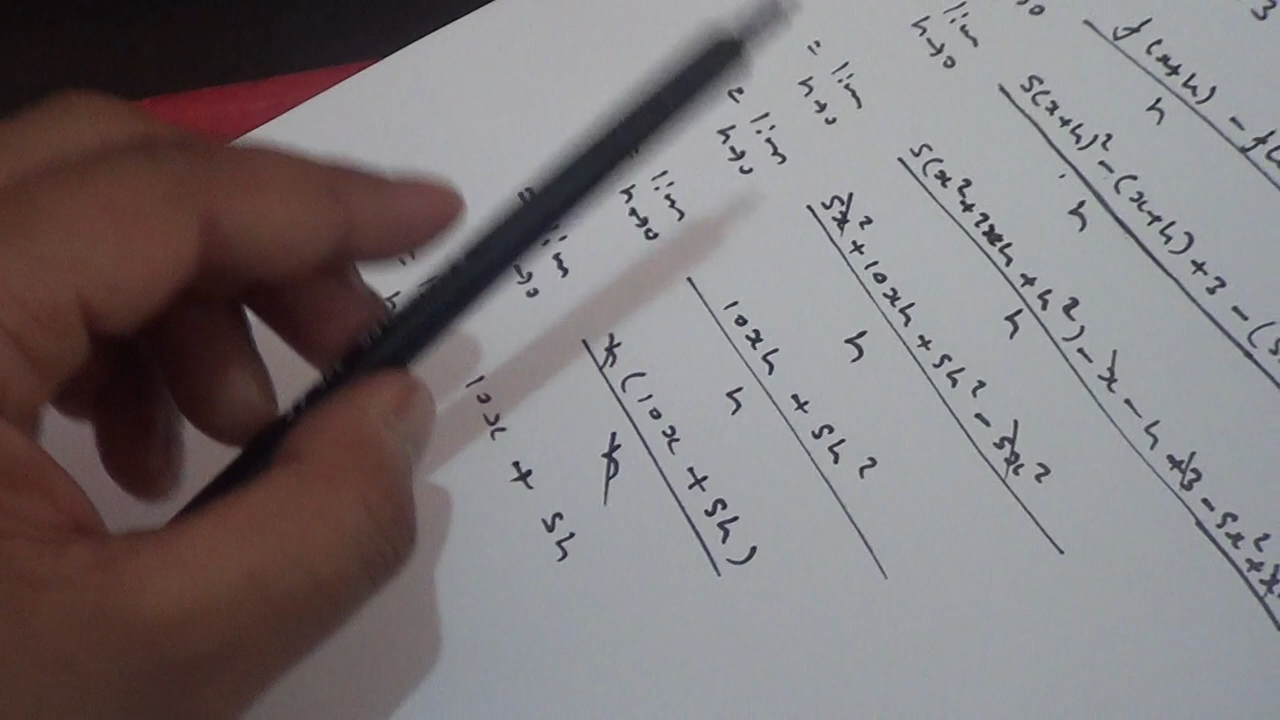 3
lim h→0 f(x+h) - f(
h
lim h→0 5(x+h)² - (x+h) + 3 - (5
h
= lim h→0 5(x² + 2xh + h²) - x - h + 3 - 5x² + x
h
= lim h→0 5x² + 10xh + 5h² - 5x²
h
= lim h→0 10xh + 5h²
h
= lim h→0 h(10x + 5h)
h
= 10x + 5h